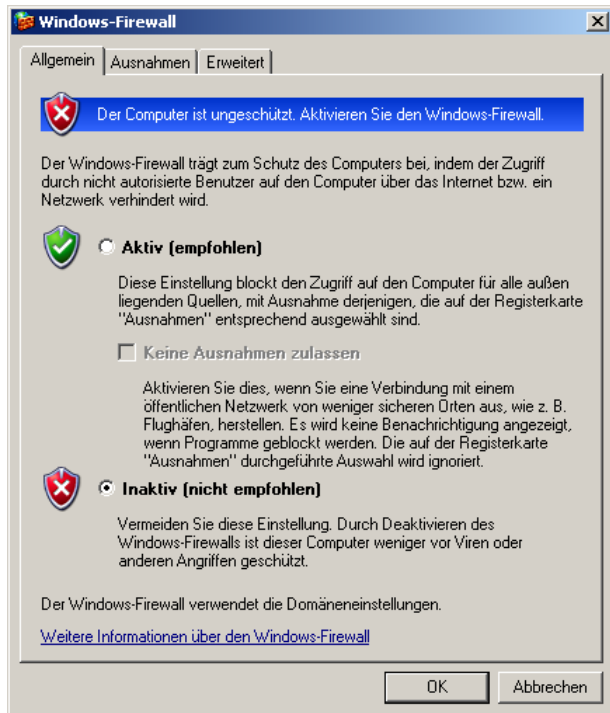 Windows-Firewall
Allgemein Ausnahmen Erweitert
Der Computer ist ungeschützt. Aktivieren Sie den Windows-Firewall.
Der Windows-Firewall trägt zum Schutz des Computers bei, indem der Zugriff
durch nicht autorisierte Benutzer auf den Computer über das Internet bzw. ein
Netzwerk verhindert wird.
Aktiv (empfohlen)
Diese Einstellung blockt den Zugriff auf den Computer für alle außen
liegenden Quellen, mit Ausnahme derjenigen, die auf der Registerkarte
"Ausnahmen" entsprechend ausgewählt sind.
Keine Ausnahmen zulassen
Aktivieren Sie dies, wenn Sie eine Verbindung mit einem
öffentlichen Netzwerk von weniger sicheren Orten aus, wie z. B.
Flughäfen, herstellen. Es wird keine Benachrichtigung angezeigt,
wenn Programme geblockt werden. Die auf der Registerkarte
"Ausnahmen" durchgeführte Auswahl wird ignoriert.
Inaktiv (nicht empfohlen)
Vermeiden Sie diese Einstellung. Durch Deaktivieren des
Windows-Firewalls ist dieser Computer weniger vor Viren oder
anderen Angriffen geschützt.
Der Windows-Firewall verwendet die Domäneneinstellungen.
Weitere Informationen über den Windows-Firewall
OK Abbrechen